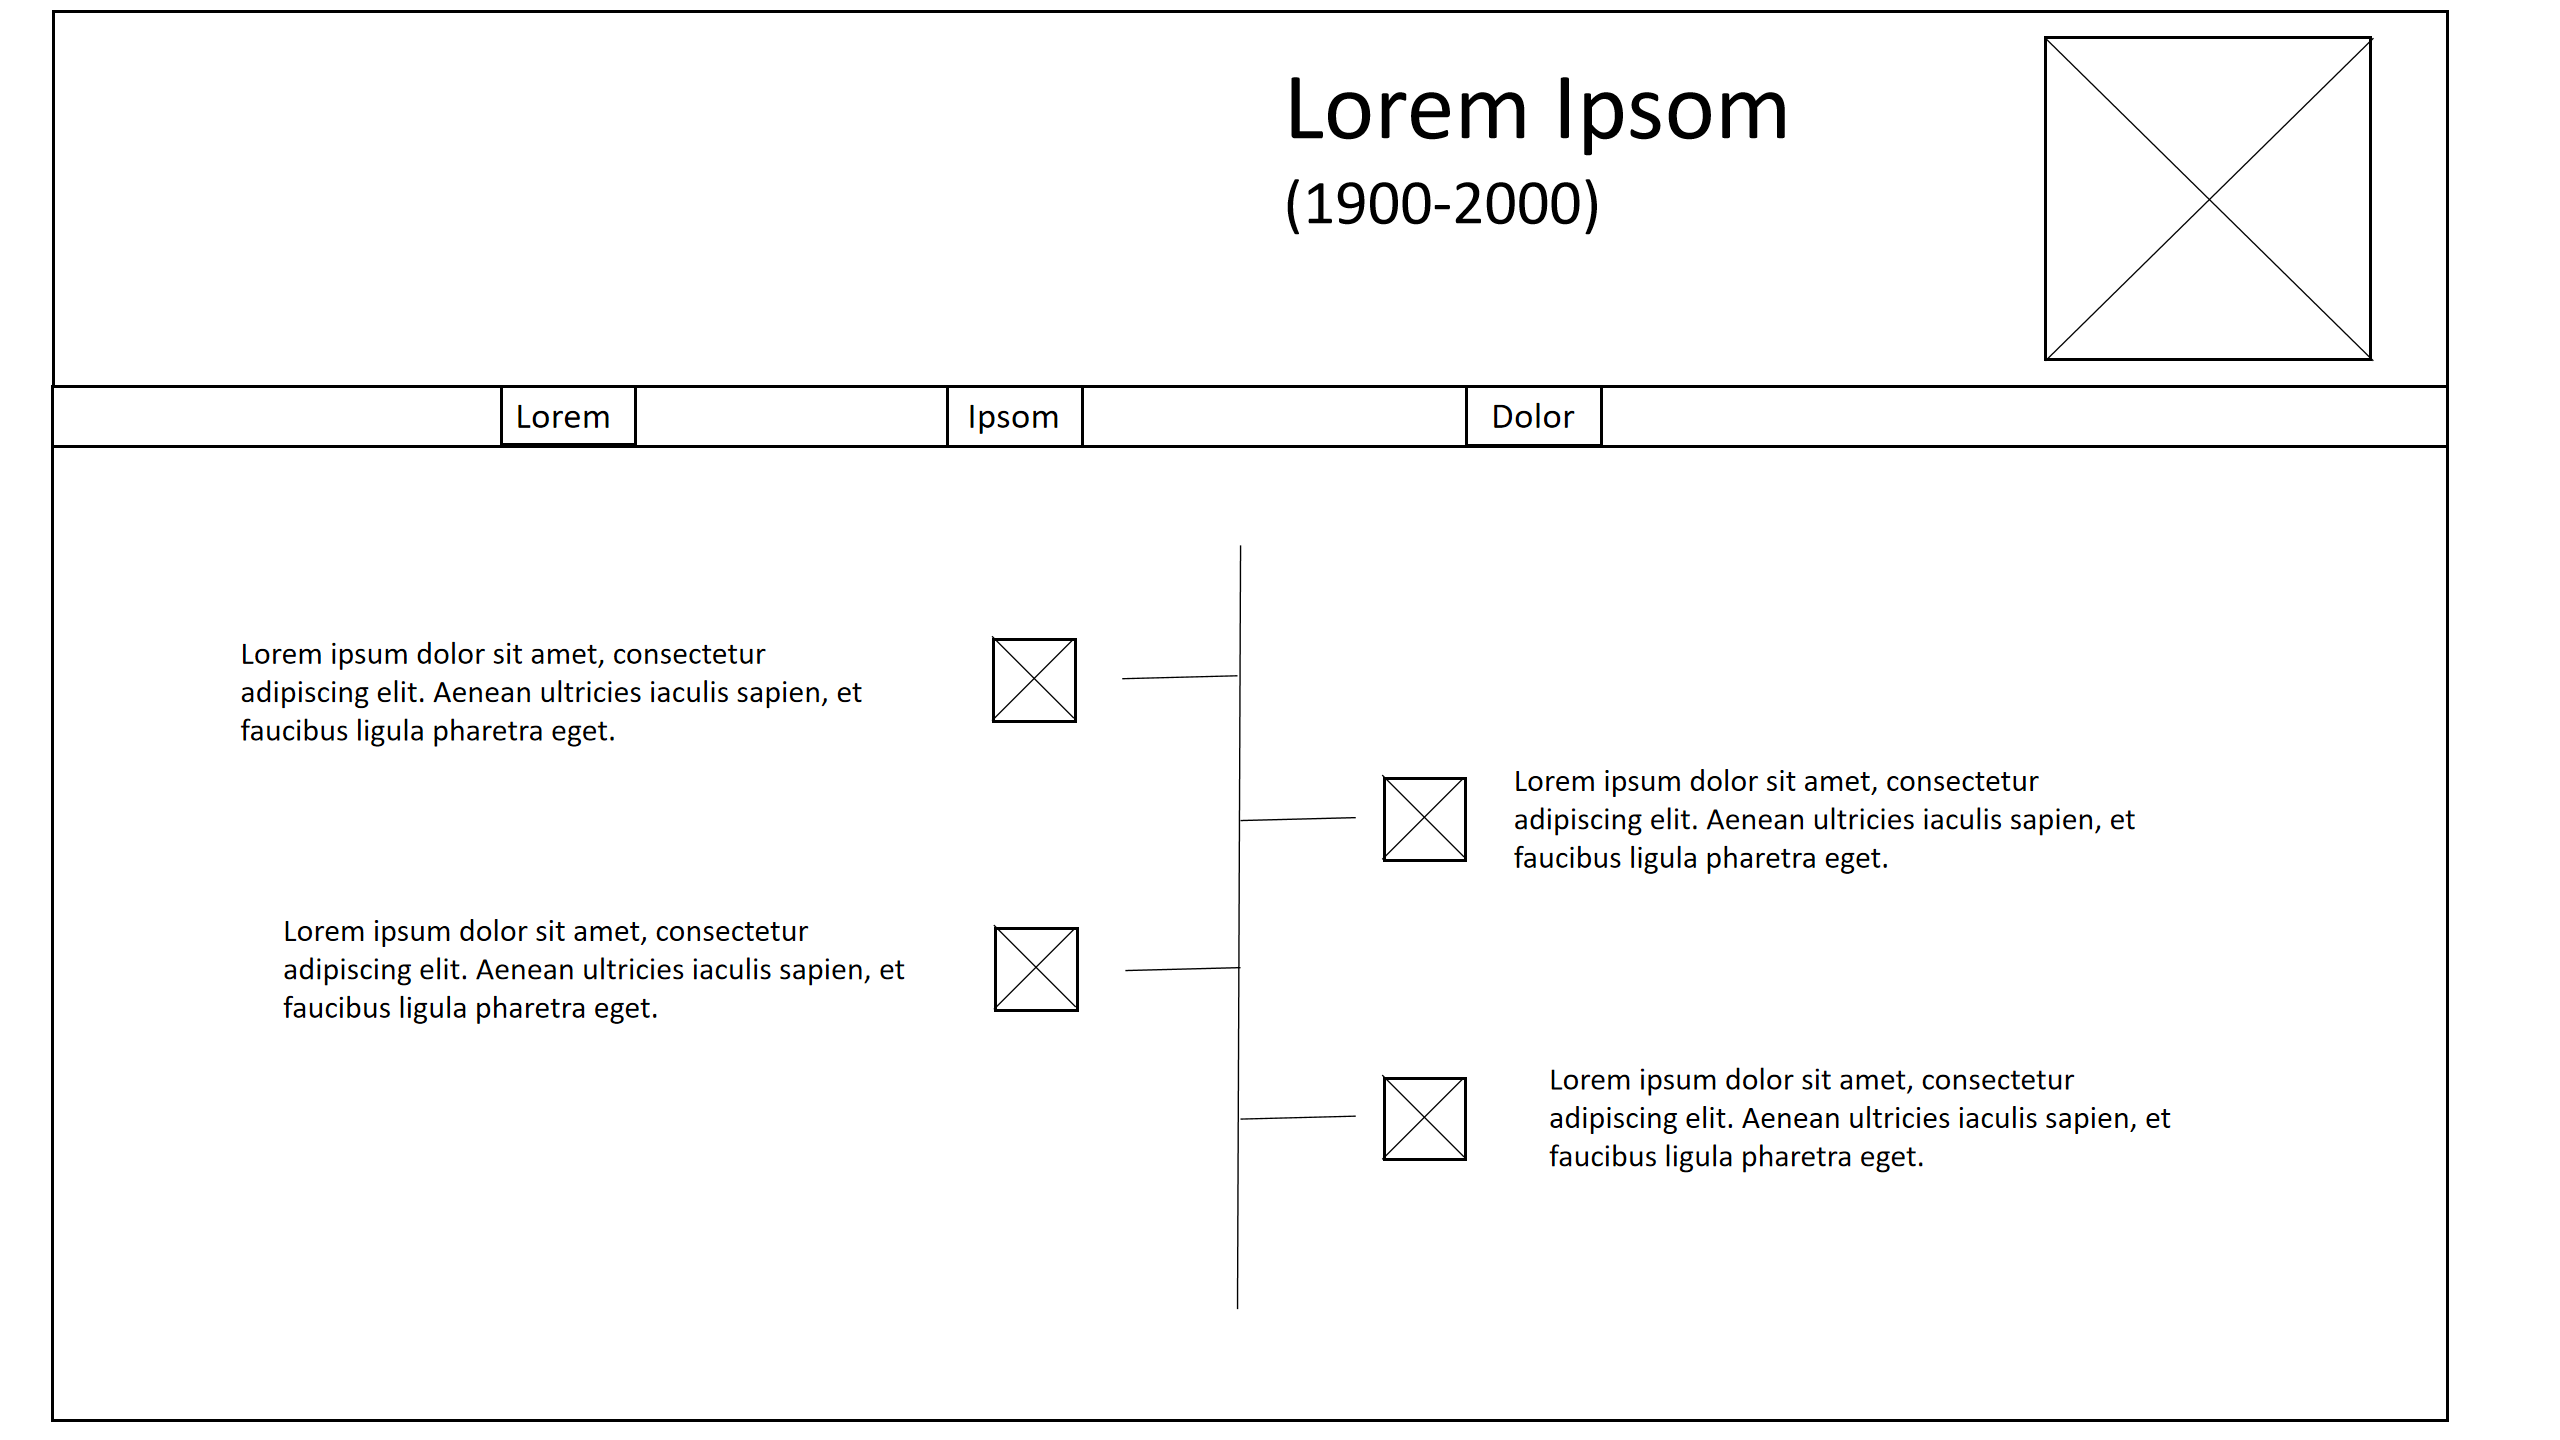 Lorem Ipsom
(1900-2000)
Lorem
Ipsom
Dolor
Lorem ipsum dolor sit amet, consectetur
adipiscing elit. Aenean ultricies iaculis sapien, et
faucibus ligula pharetra eget.
Lorem ipsum dolor sit amet, consectetur
adipiscing elit. Aenean ultricies iaculis sapien, et
faucibus ligula pharetra eget.
Lorem ipsum dolor sit amet, consectetur
adipiscing elit. Aenean ultricies iaculis sapien, et
faucibus ligula pharetra eget.
Lorem ipsum dolor sit amet, consectetur
adipiscing elit. Aenean ultricies iaculis sapien, et
faucibus ligula pharetra eget.